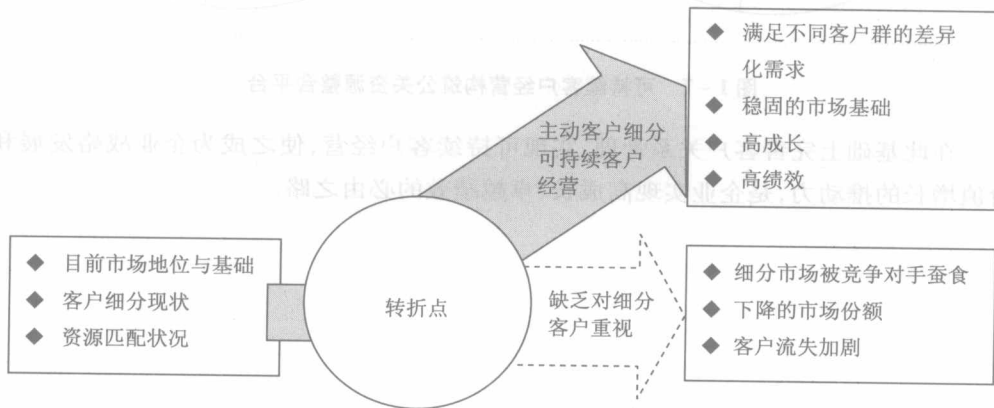 ◆ 满足不同客户群的差异
化需求
◆ 稳固的市场基础
◆ 高成长
◆ 高绩效
主动客户细分
可持续客户
经营
◆ 目前市场地位与基础
◆ 客户细分现状
◆ 资源匹配状况
转折点
缺乏对细分
客户重视
◆ 细分市场被竞争对手蚕食
◆ 下降的市场份额
◆ 客户流失加剧